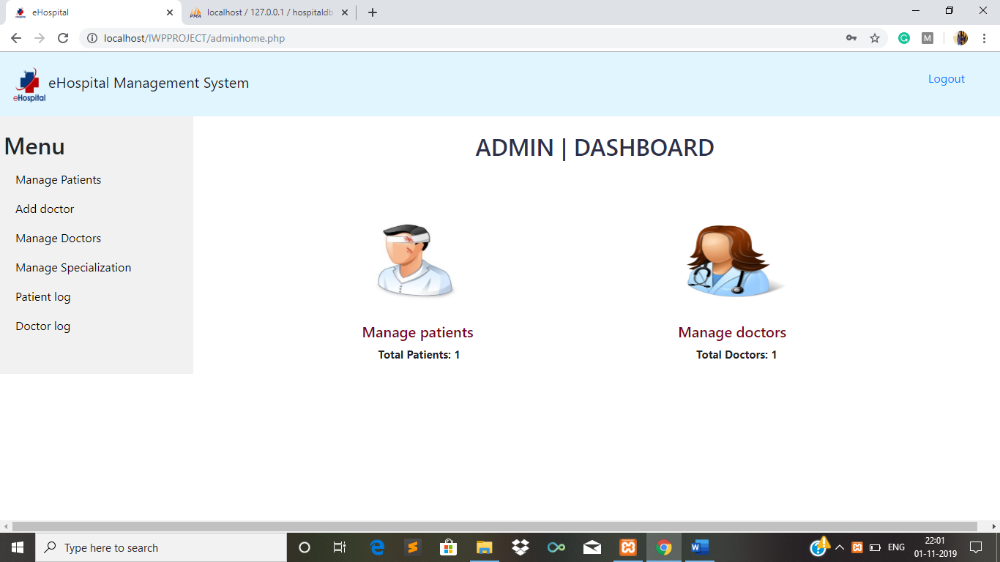 eHospital
localhost / 127.0.0.1 / hospitaldb
localhost/IWPPROJECT/adminhome.php
M
eHospital
eHospital Management System
Logout
Menu
ADMIN | DASHBOARD
Manage Patients
Add doctor
Manage Doctors
Manage Specialization
Patient log
Doctor log
Manage patients
Total Patients: 1
Manage doctors
Total Doctors: 1
Type here to search
ENG
22:01
01-11-2019